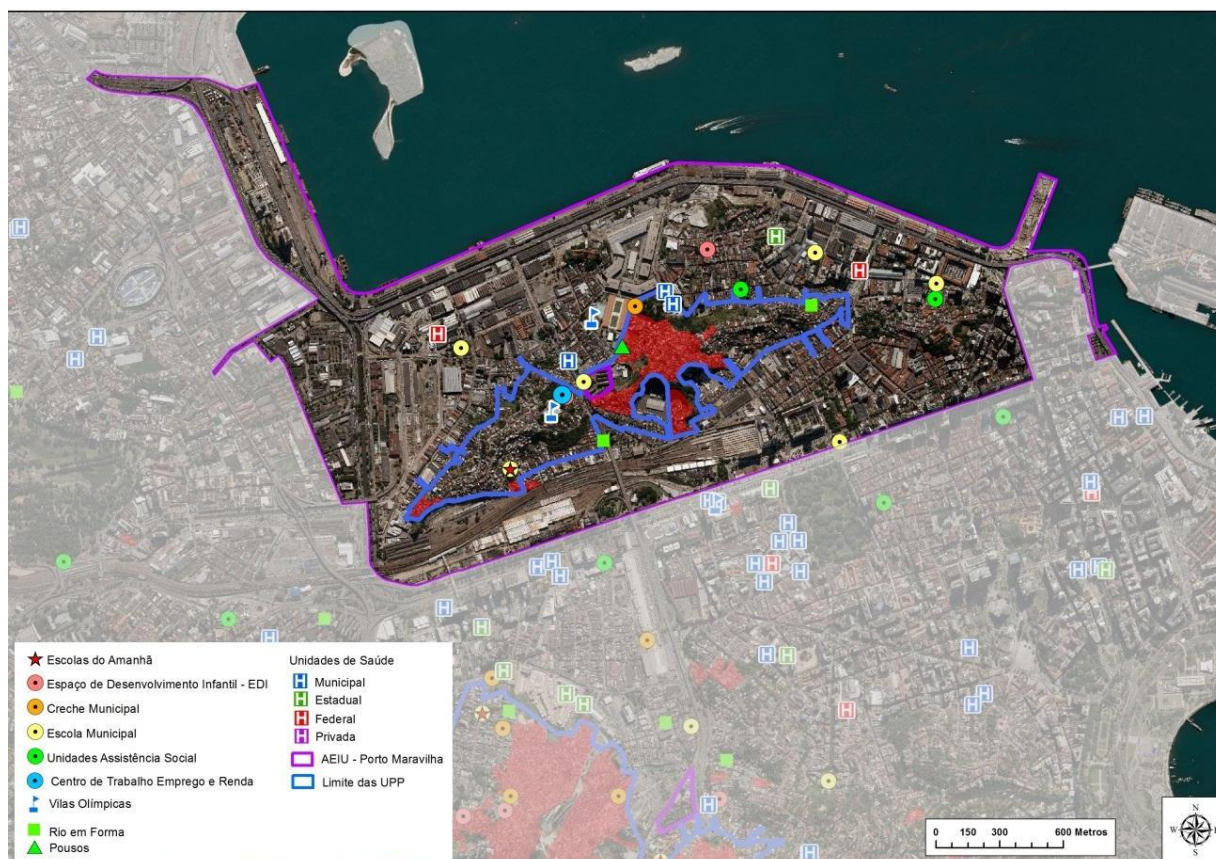 Escolas do Amanhã
Espaço de Desenvolvimento Infantil - EDI
Creche Municipal
Escola Municipal
Unidades Assistência Social
Centro de Trabalho Emprego e Renda
Vilas Olímpicas
Rio em Forma
Pousos
Unidades de Saúde
H Municipal
H Estadual
H Federal
H Privada
AEIU - Porto Maravilha
Limite das UPP
0 150 300 600 Metros
N
W E
S